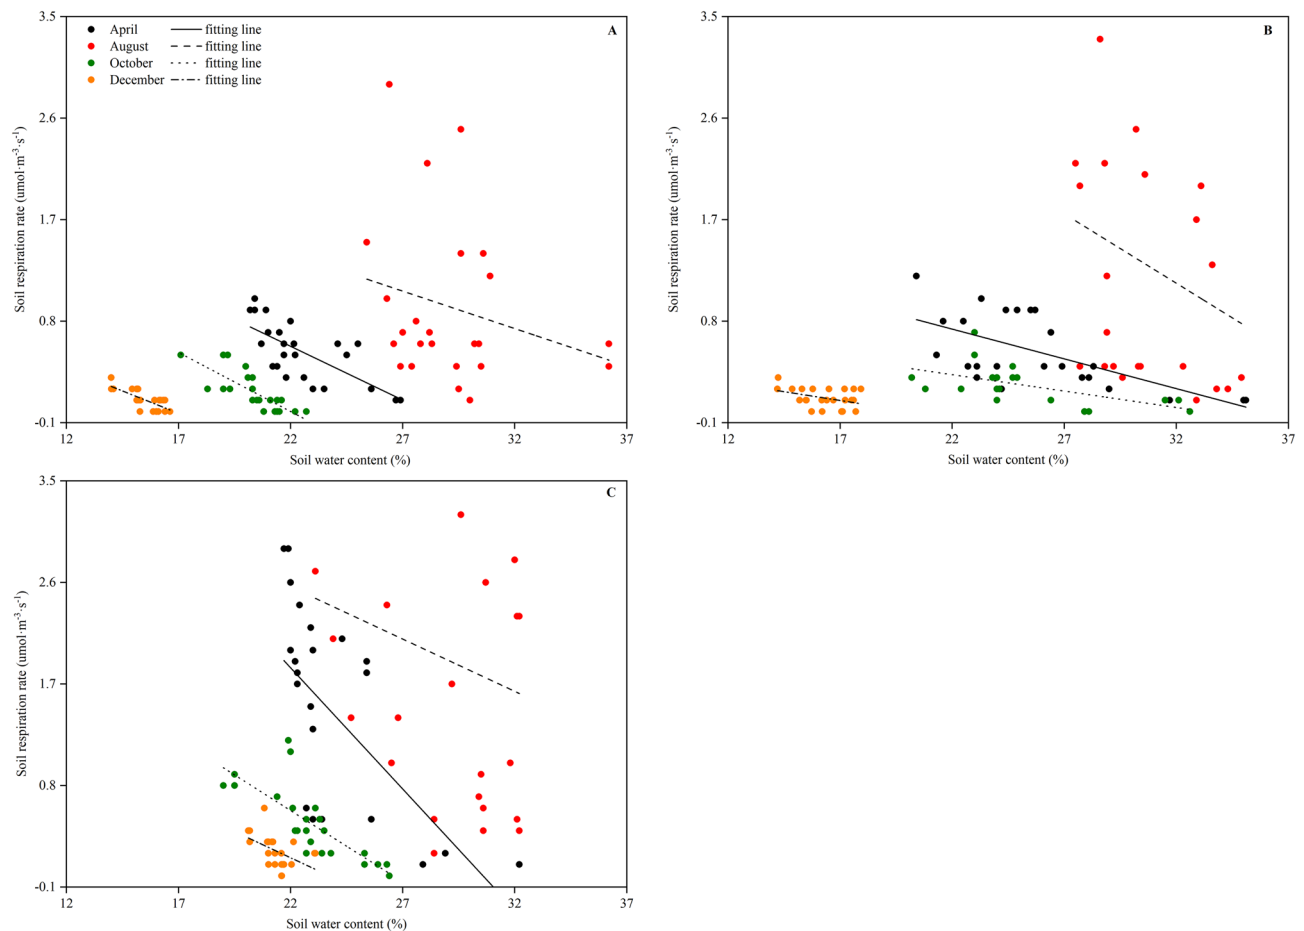 3.5
2.6
1.7
0.8
-0.1
12 17 22 27 32 37
Soil respiration rate (umol·m-3·s-1)
Soil water content (%)
April fitting line
August fitting line
October fitting line
December fitting line
A
3.5
2.6
1.7
0.8
-0.1
12 17 22 27 32 37
Soil respiration rate (umol·m-3·s-1)
Soil water content (%)
B
3.5
2.6
1.7
0.8
-0.1
12 17 22 27 32 37
Soil respiration rate (umol·m-3·s-1)
Soil water content (%)
C